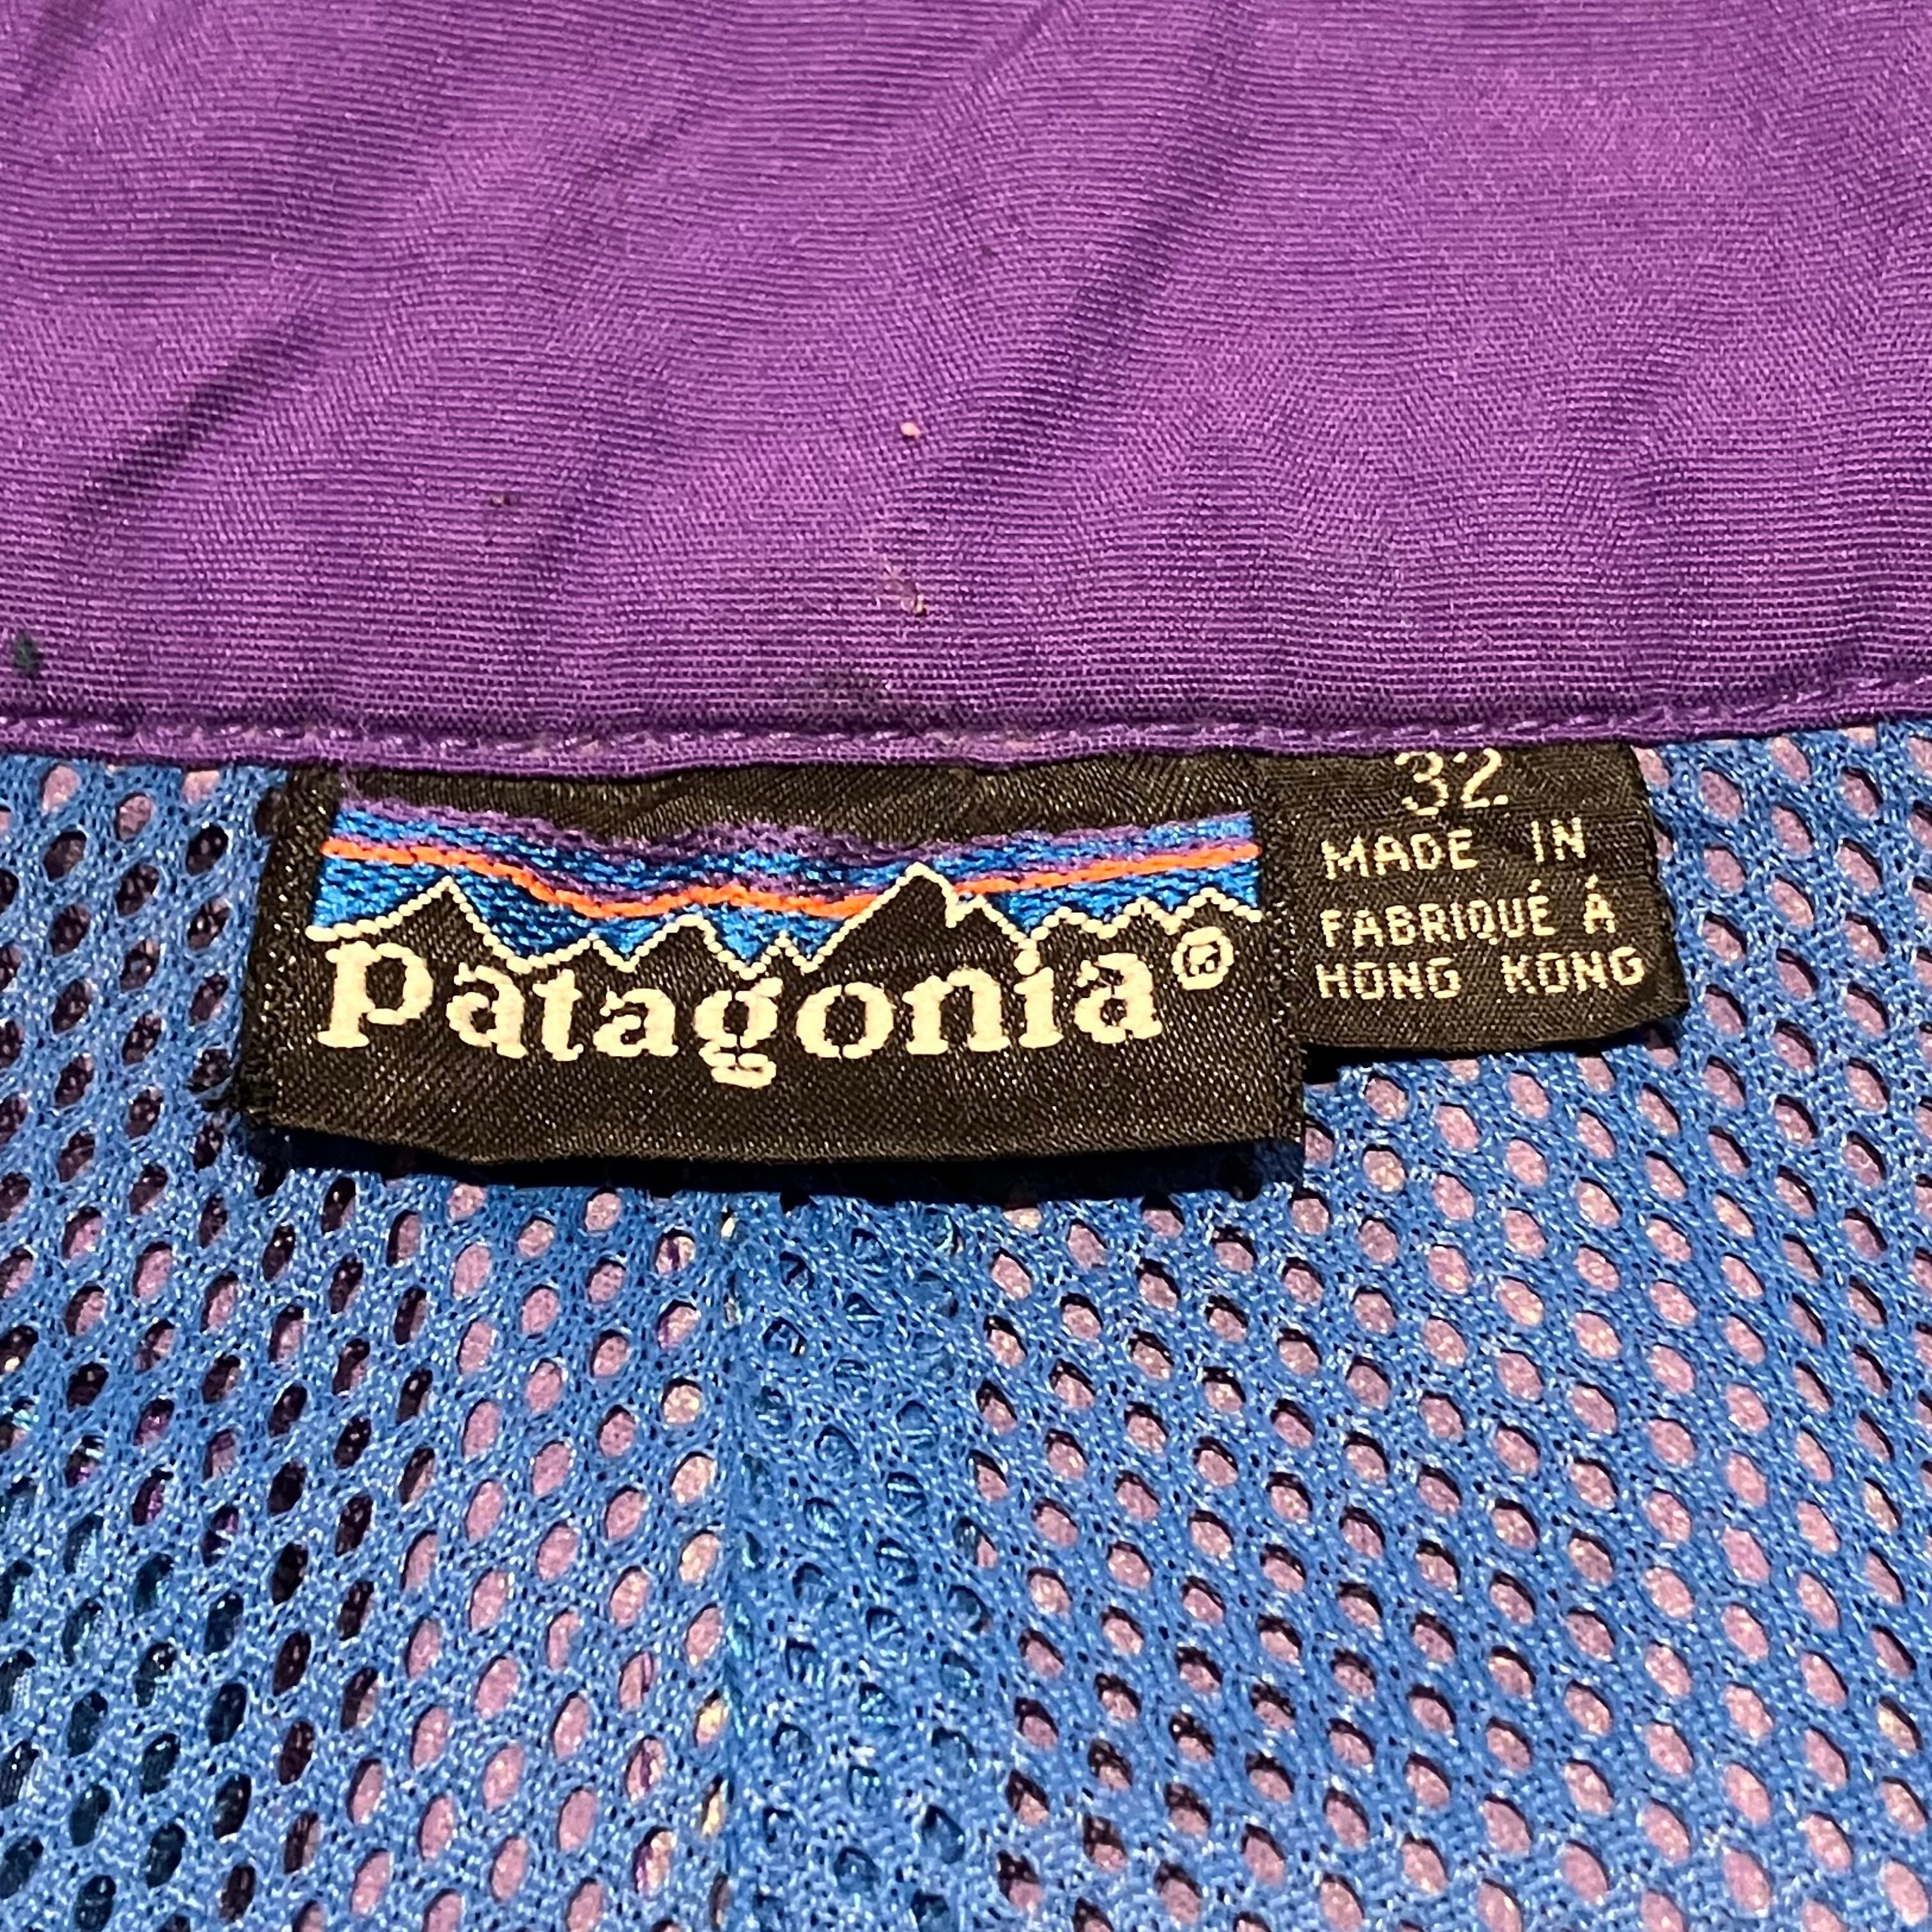 patagonia®
32
MADE IN
FABRIQUÉ Á
HONG KONG